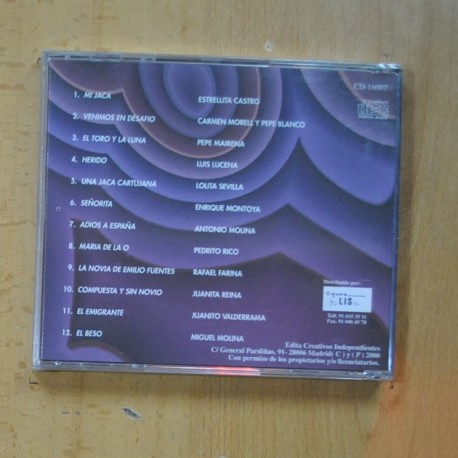 1. MI JACA ESTRELLITA CASTRO
2. VENIMOS EN DESAFIO CARMEN MORELL Y PEPE BLANCO
3. EL TORO Y LA LUNA PEPE MAIRENA
4. HERIDO LUIS LUCENA
5. UNA JACA CARTUJANA LOLITA SEVILLA
6. SEÑORITA ENRIQUE MONTOYA
7. ADIOS A ESPAÑA ANTONIO MOLINA
8. MARIA DE LA O PEDRITO RICO
9. LA NOVIA DE EMILIO FUENTES RAFAEL FARINA
10. COMPUESTA Y SIN NOVIO JUANITA REINA
11. EL EMIGRANTE JUANITO VALDERRAMA
12. EL BESO MIGUEL MOLINA
Distribuido por:
LIS
Edita Creativos Independientes
C/ General Pardiñas, 91- 28006 Madrid( C ) y ( P ) 2000
Con permiso de los propietarios y/o licenciatarios.